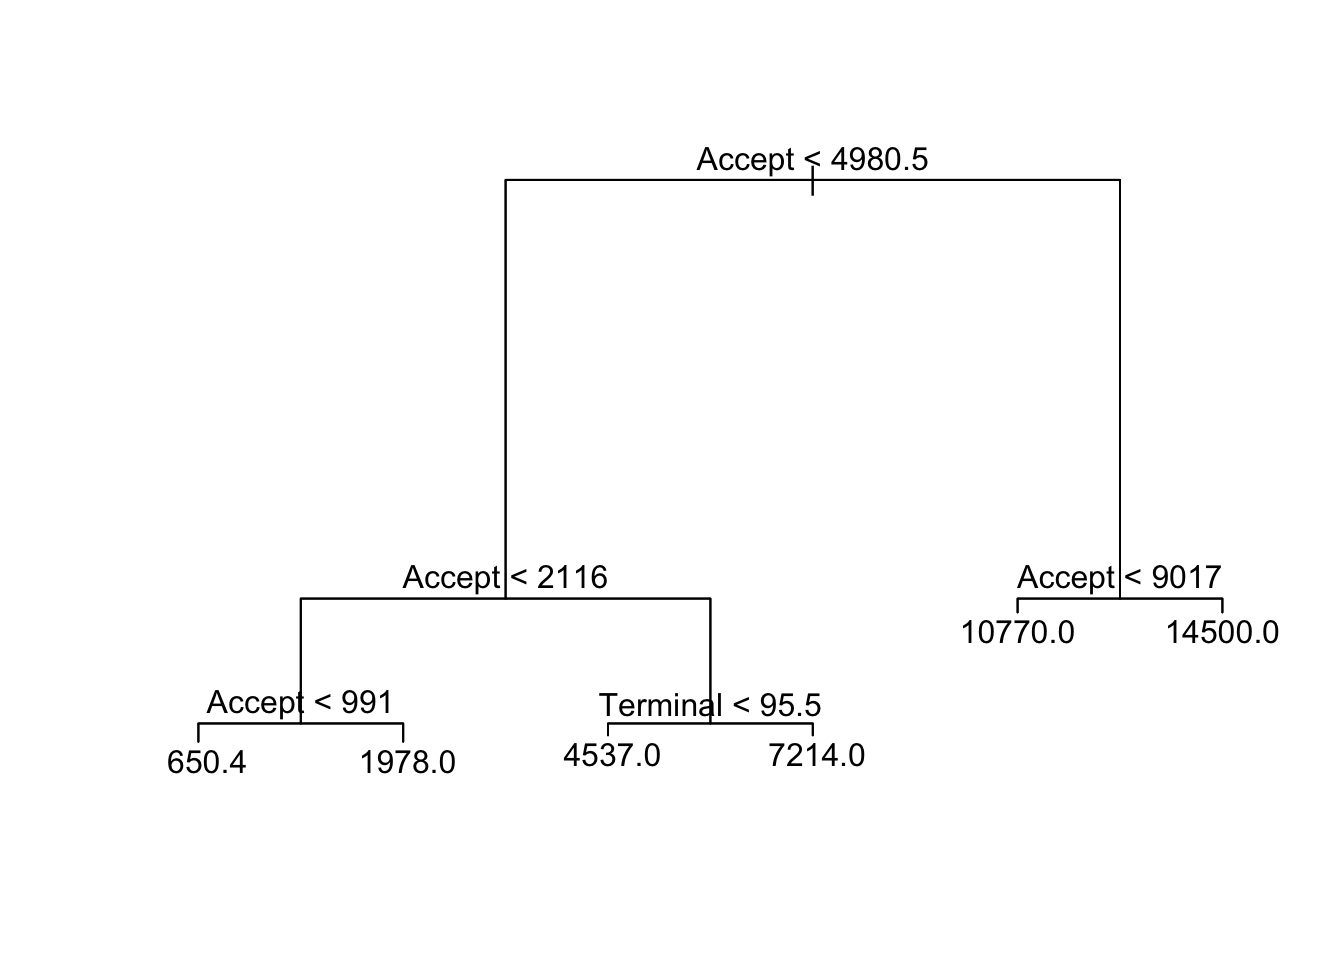 Accept < 4980.5
Accept < 2116
Accept < 9017
10770.0
14500.0
Accept < 991
Terminal < 95.5
650.4
1978.0
4537.0
7214.0